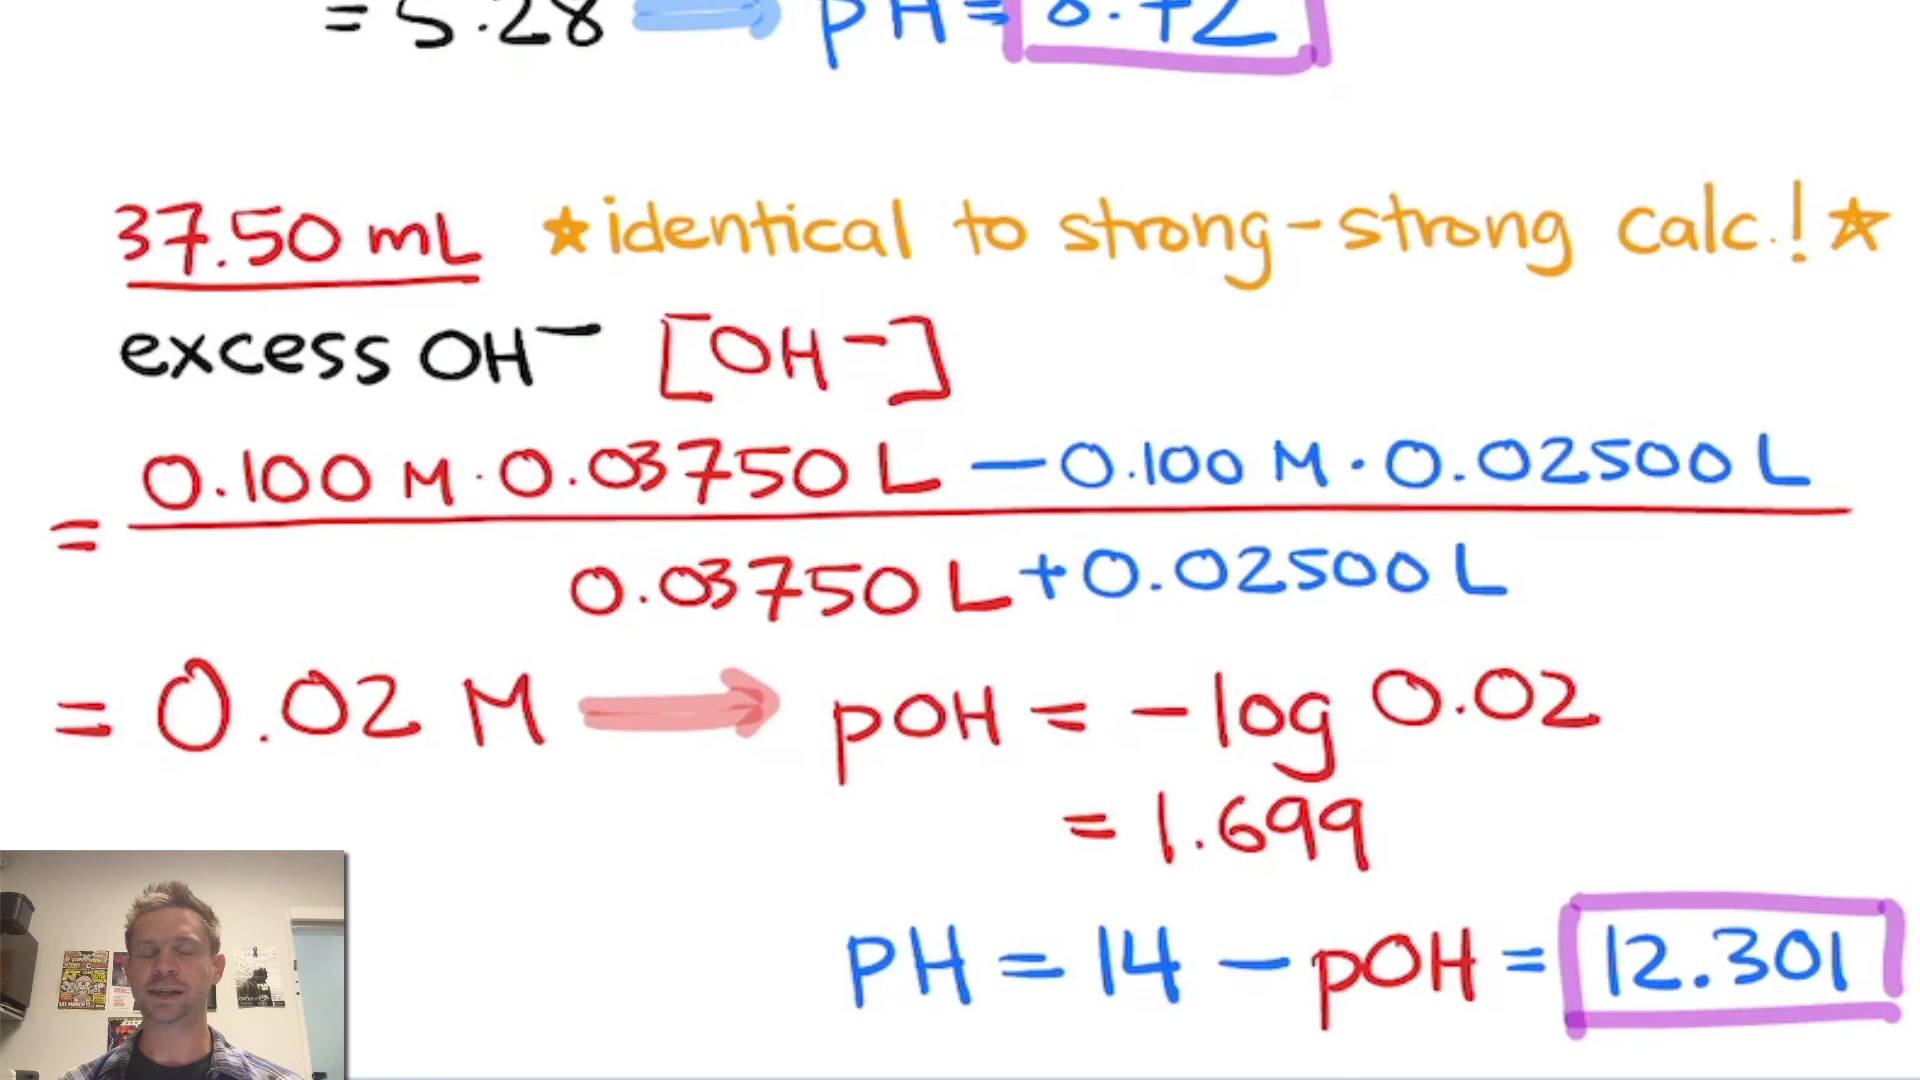 = 5.28 pH = 8.72
37.50 mL ★identical to strong-strong calc.!★
excess OH⁻ [OH⁻]
= 0.100 M · 0.03750 L − 0.100 M · 0.02500 L
0.03750 L + 0.02500 L
= 0.02 M → pOH = −log 0.02
= 1.699
pH = 14 − pOH = 12.301